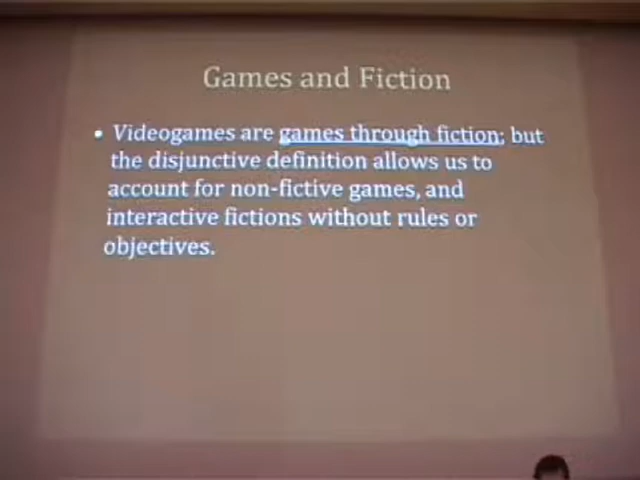 Games and Fiction
• Videogames are games through fiction; but
the disjunctive definition allows us to
account for non-fictive games, and
interactive fictions without rules or
objectives.